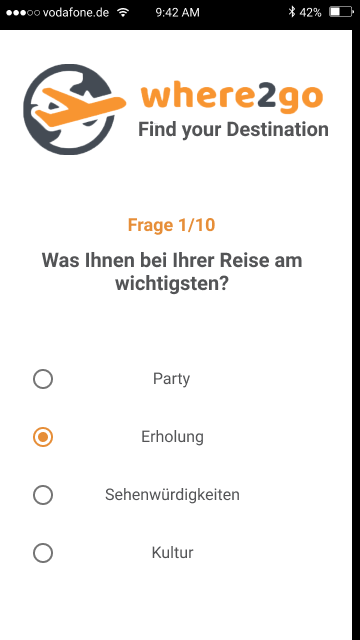 vodafone.de 9:42 AM 42%
where2go
Find your Destination
Frage 1/10
Was Ihnen bei Ihrer Reise am
wichtigsten?
Party
Erholung
Sehenwürdigkeiten
Kultur